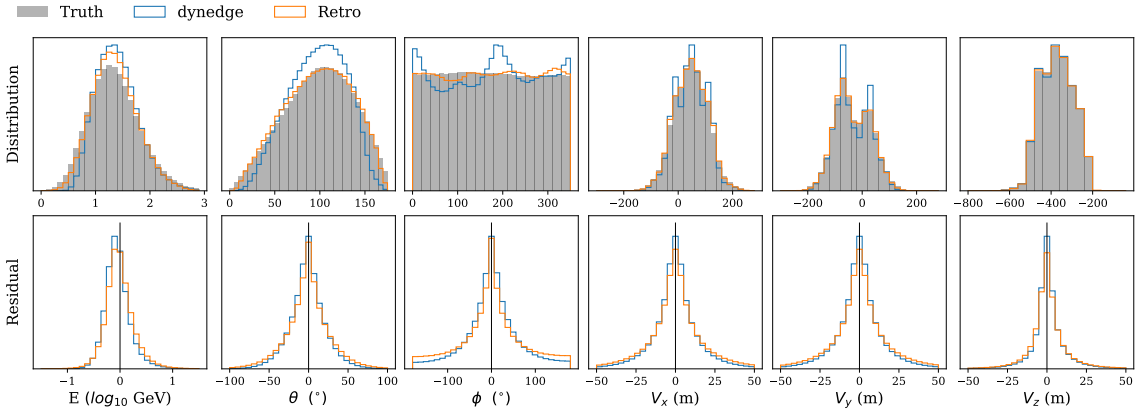 Truth dynedge Retro
Disitribution
0 1 2 3
0 50 100 150
0 100 200 300
−200 0 200
−200 0 200
−800 −600 −400 −200
Residual
−1 0 1
−100 −50 0 50 100
−100 0 100
−50 −25 0 25 50
−50 −25 0 25 50
−50 −25 0 25 50
E (log₁₀ GeV)
θ (°)
ϕ (°)
Vₓ (m)
V_y (m)
V_z (m)